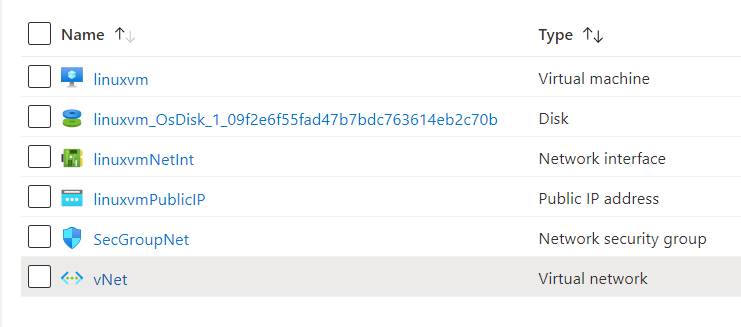 Name ↑↓ Type ↑↓
linuxvm Virtual machine
linuxvm_OsDisk_1_09f2e6f55fad47b7bdc763614eb2c70b Disk
linuxvmNetInt Network interface
linuxvmPublicIP Public IP address
SecGroupNet Network security group
vNet Virtual network